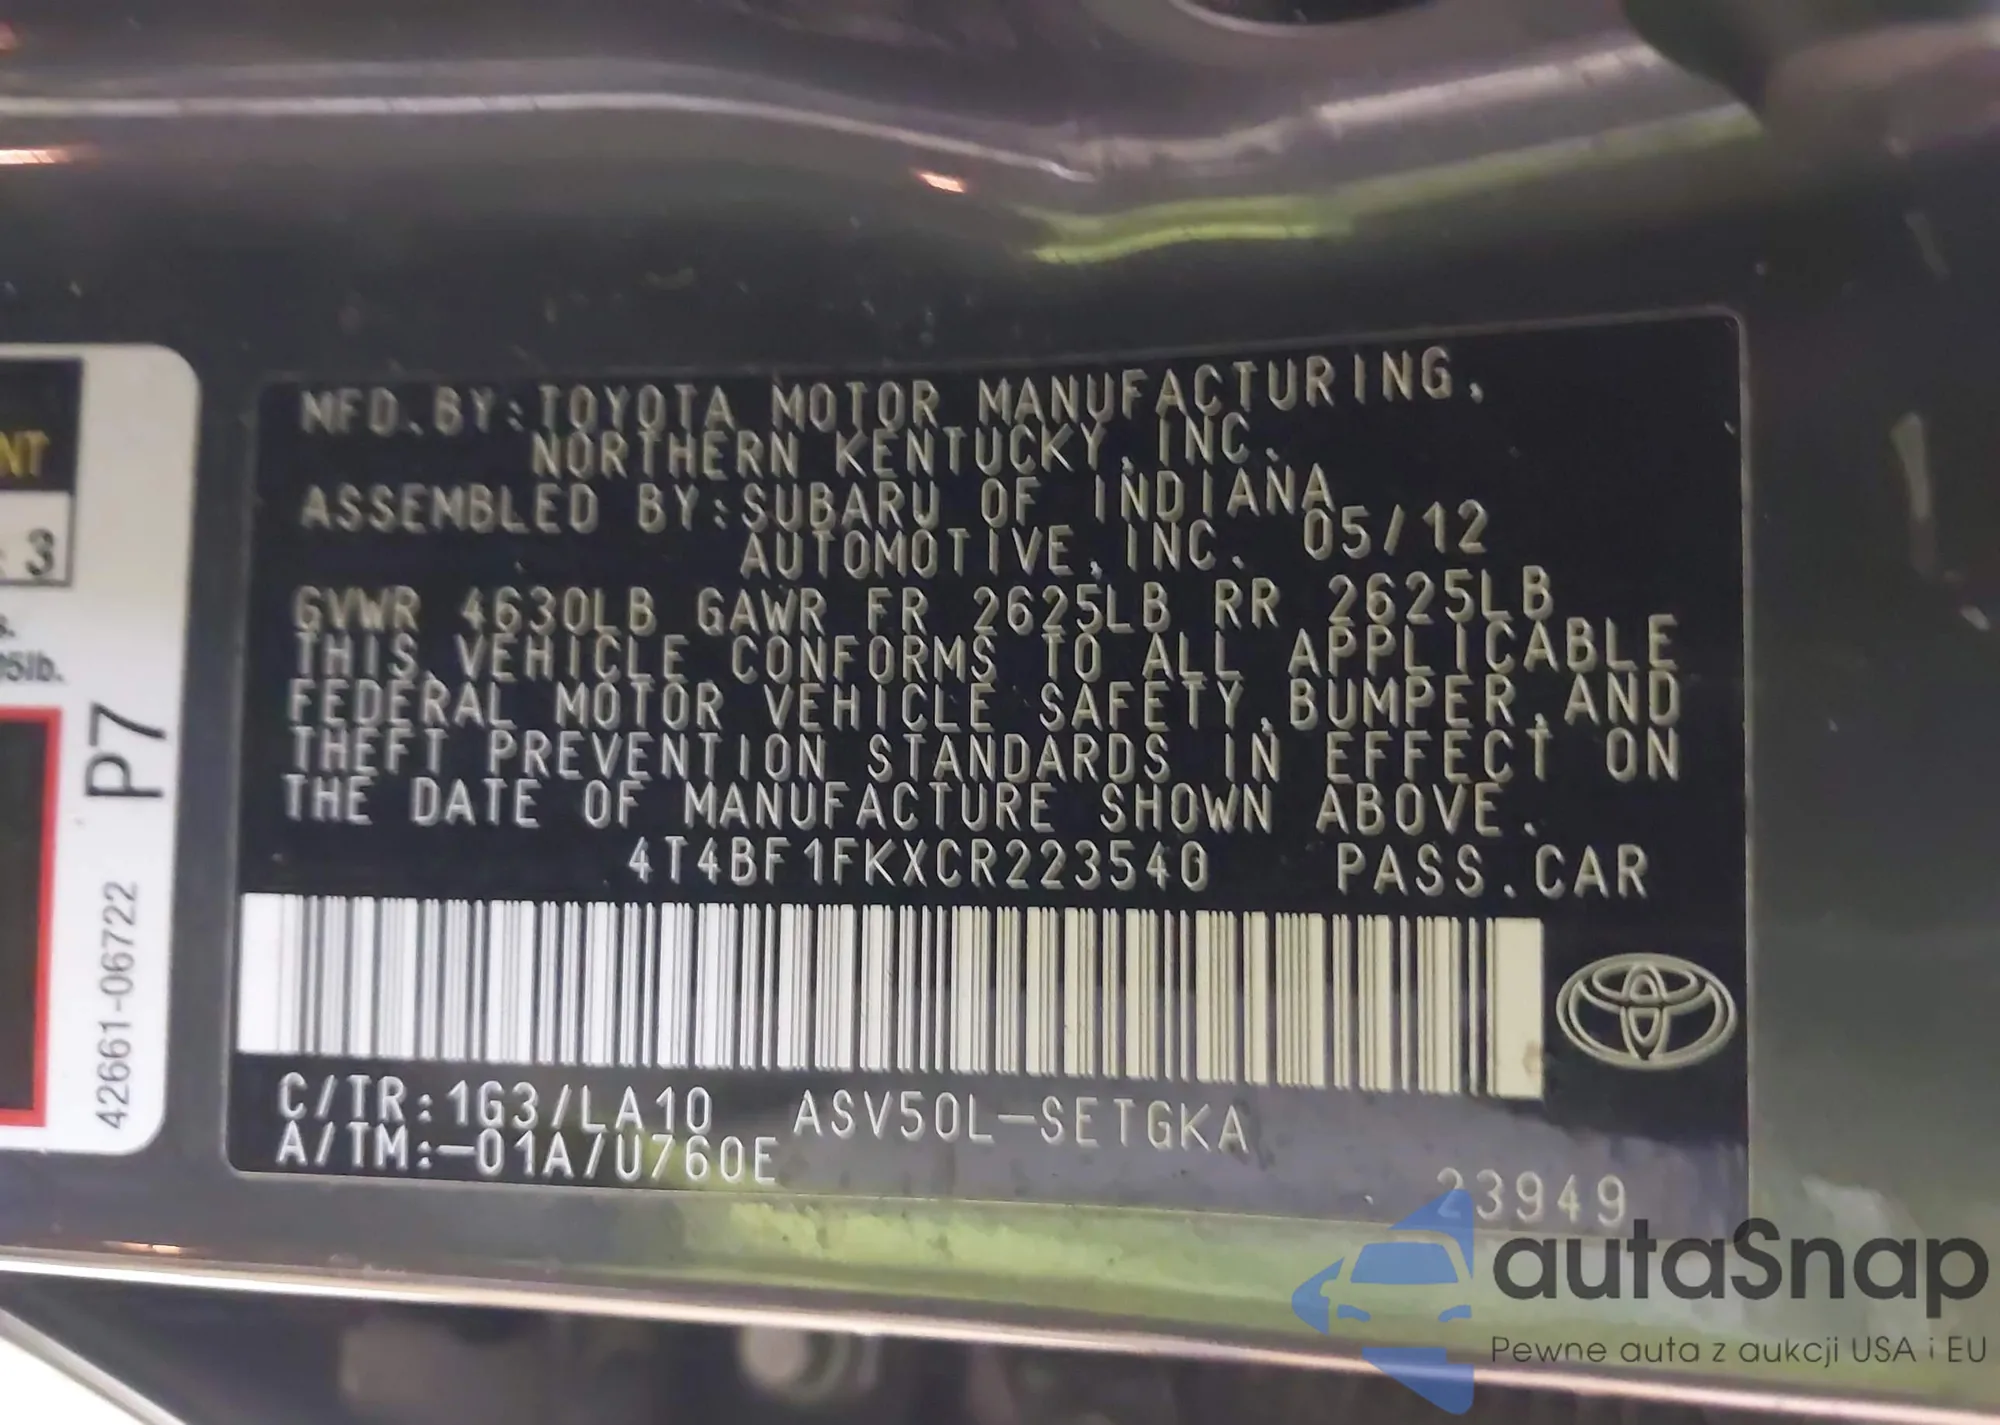 MFD.BY:TOYOTA MOTOR MANUFACTURING,
NORTHERN KENTUCKY,INC.
ASSEMBLED BY:SUBARU OF INDIANA
AUTOMOTIVE,INC. 05/12
GVWR 4630LB GAWR FR 2625LB RR 2625LB
THIS VEHICLE CONFORMS TO ALL APPLICABLE
FEDERAL MOTOR VEHICLE SAFETY,BUMPER,AND
THEFT PREVENTION STANDARDS IN EFFECT ON
THE DATE OF MANUFACTURE SHOWN ABOVE.
4T4BF1FKXCR223540 PASS.CAR
C/TR:1G3/LA10 ASV50L-SETGKA
A/TM:-01A/U760E
23949
3
5lb.
P7
42661-06722
autaSnap
Pewne auta z aukcji USA i EU